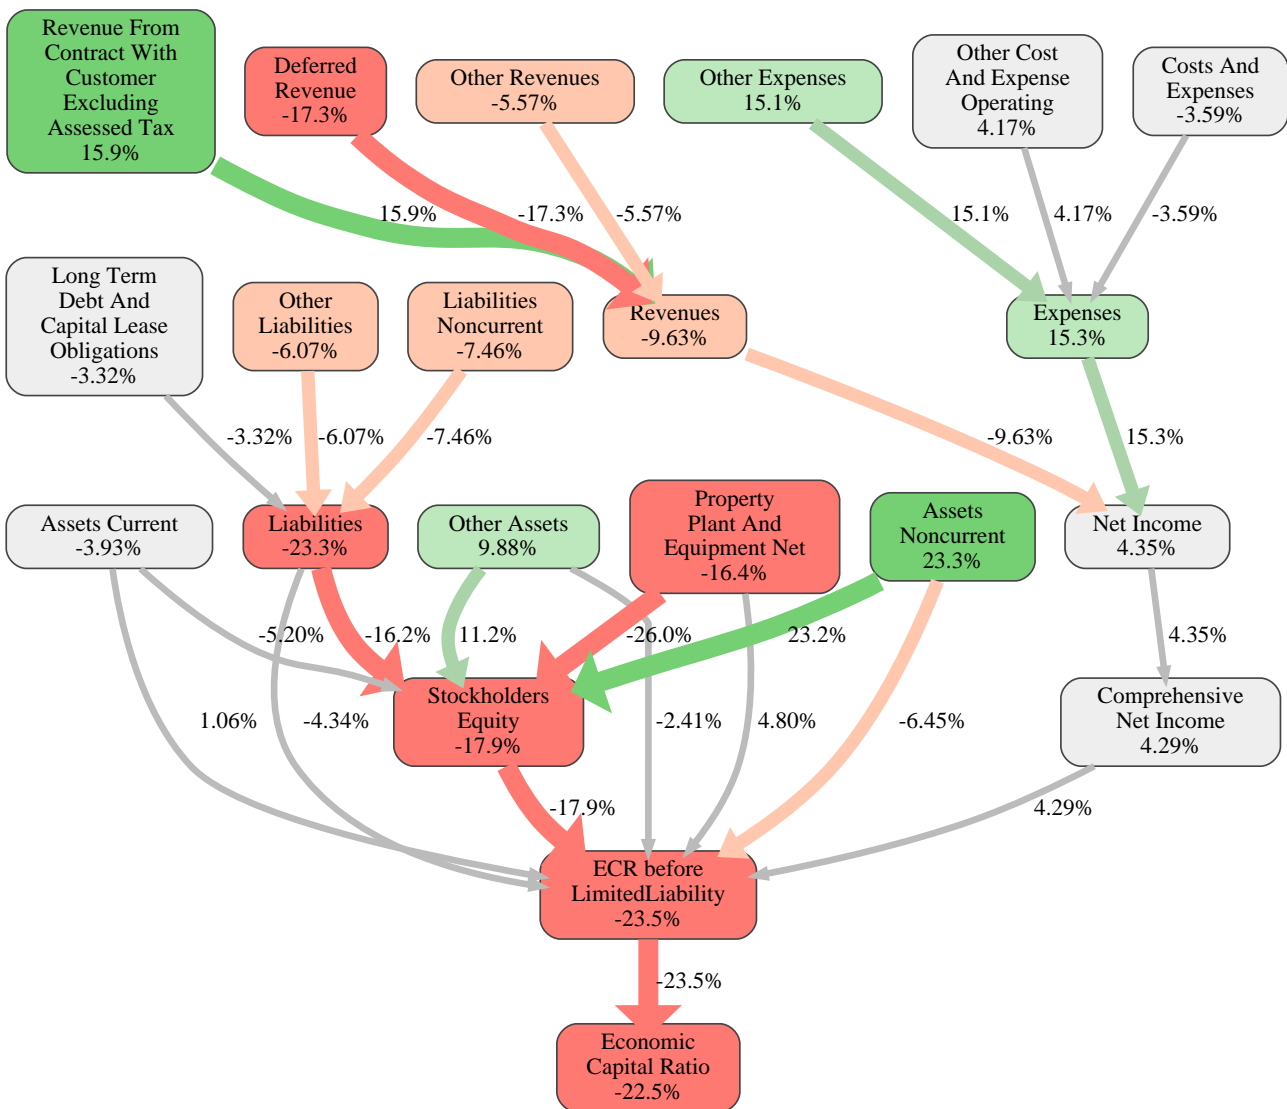 Revenue From
Contract With
Customer
Excluding
Assessed Tax
15.9%
Deferred
Revenue
-17.3%
Other Revenues
-5.57%
Other Expenses
15.1%
Other Cost
And Expense
Operating
4.17%
Costs And
Expenses
-3.59%
15.9%
-17.3%
-5.57%
15.1%
4.17%
-3.59%
Long Term
Debt And
Capital Lease
Obligations
-3.32%
Other
Liabilities
-6.07%
Liabilities
Noncurrent
-7.46%
Revenues
-9.63%
Expenses
15.3%
-3.32%
-6.07%
-7.46%
-9.63%
15.3%
Assets Current
-3.93%
Liabilities
-23.3%
Other Assets
9.88%
Property
Plant And
Equipment Net
-16.4%
Assets
Noncurrent
23.3%
Net Income
4.35%
-5.20%
-16.2%
11.2%
-26.0%
23.2%
4.35%
Stockholders
Equity
-17.9%
Comprehensive
Net Income
4.29%
1.06%
-4.34%
-2.41%
4.80%
-6.45%
-17.9%
4.29%
ECR before
LimitedLiability
-23.5%
-23.5%
Economic
Capital Ratio
-22.5%